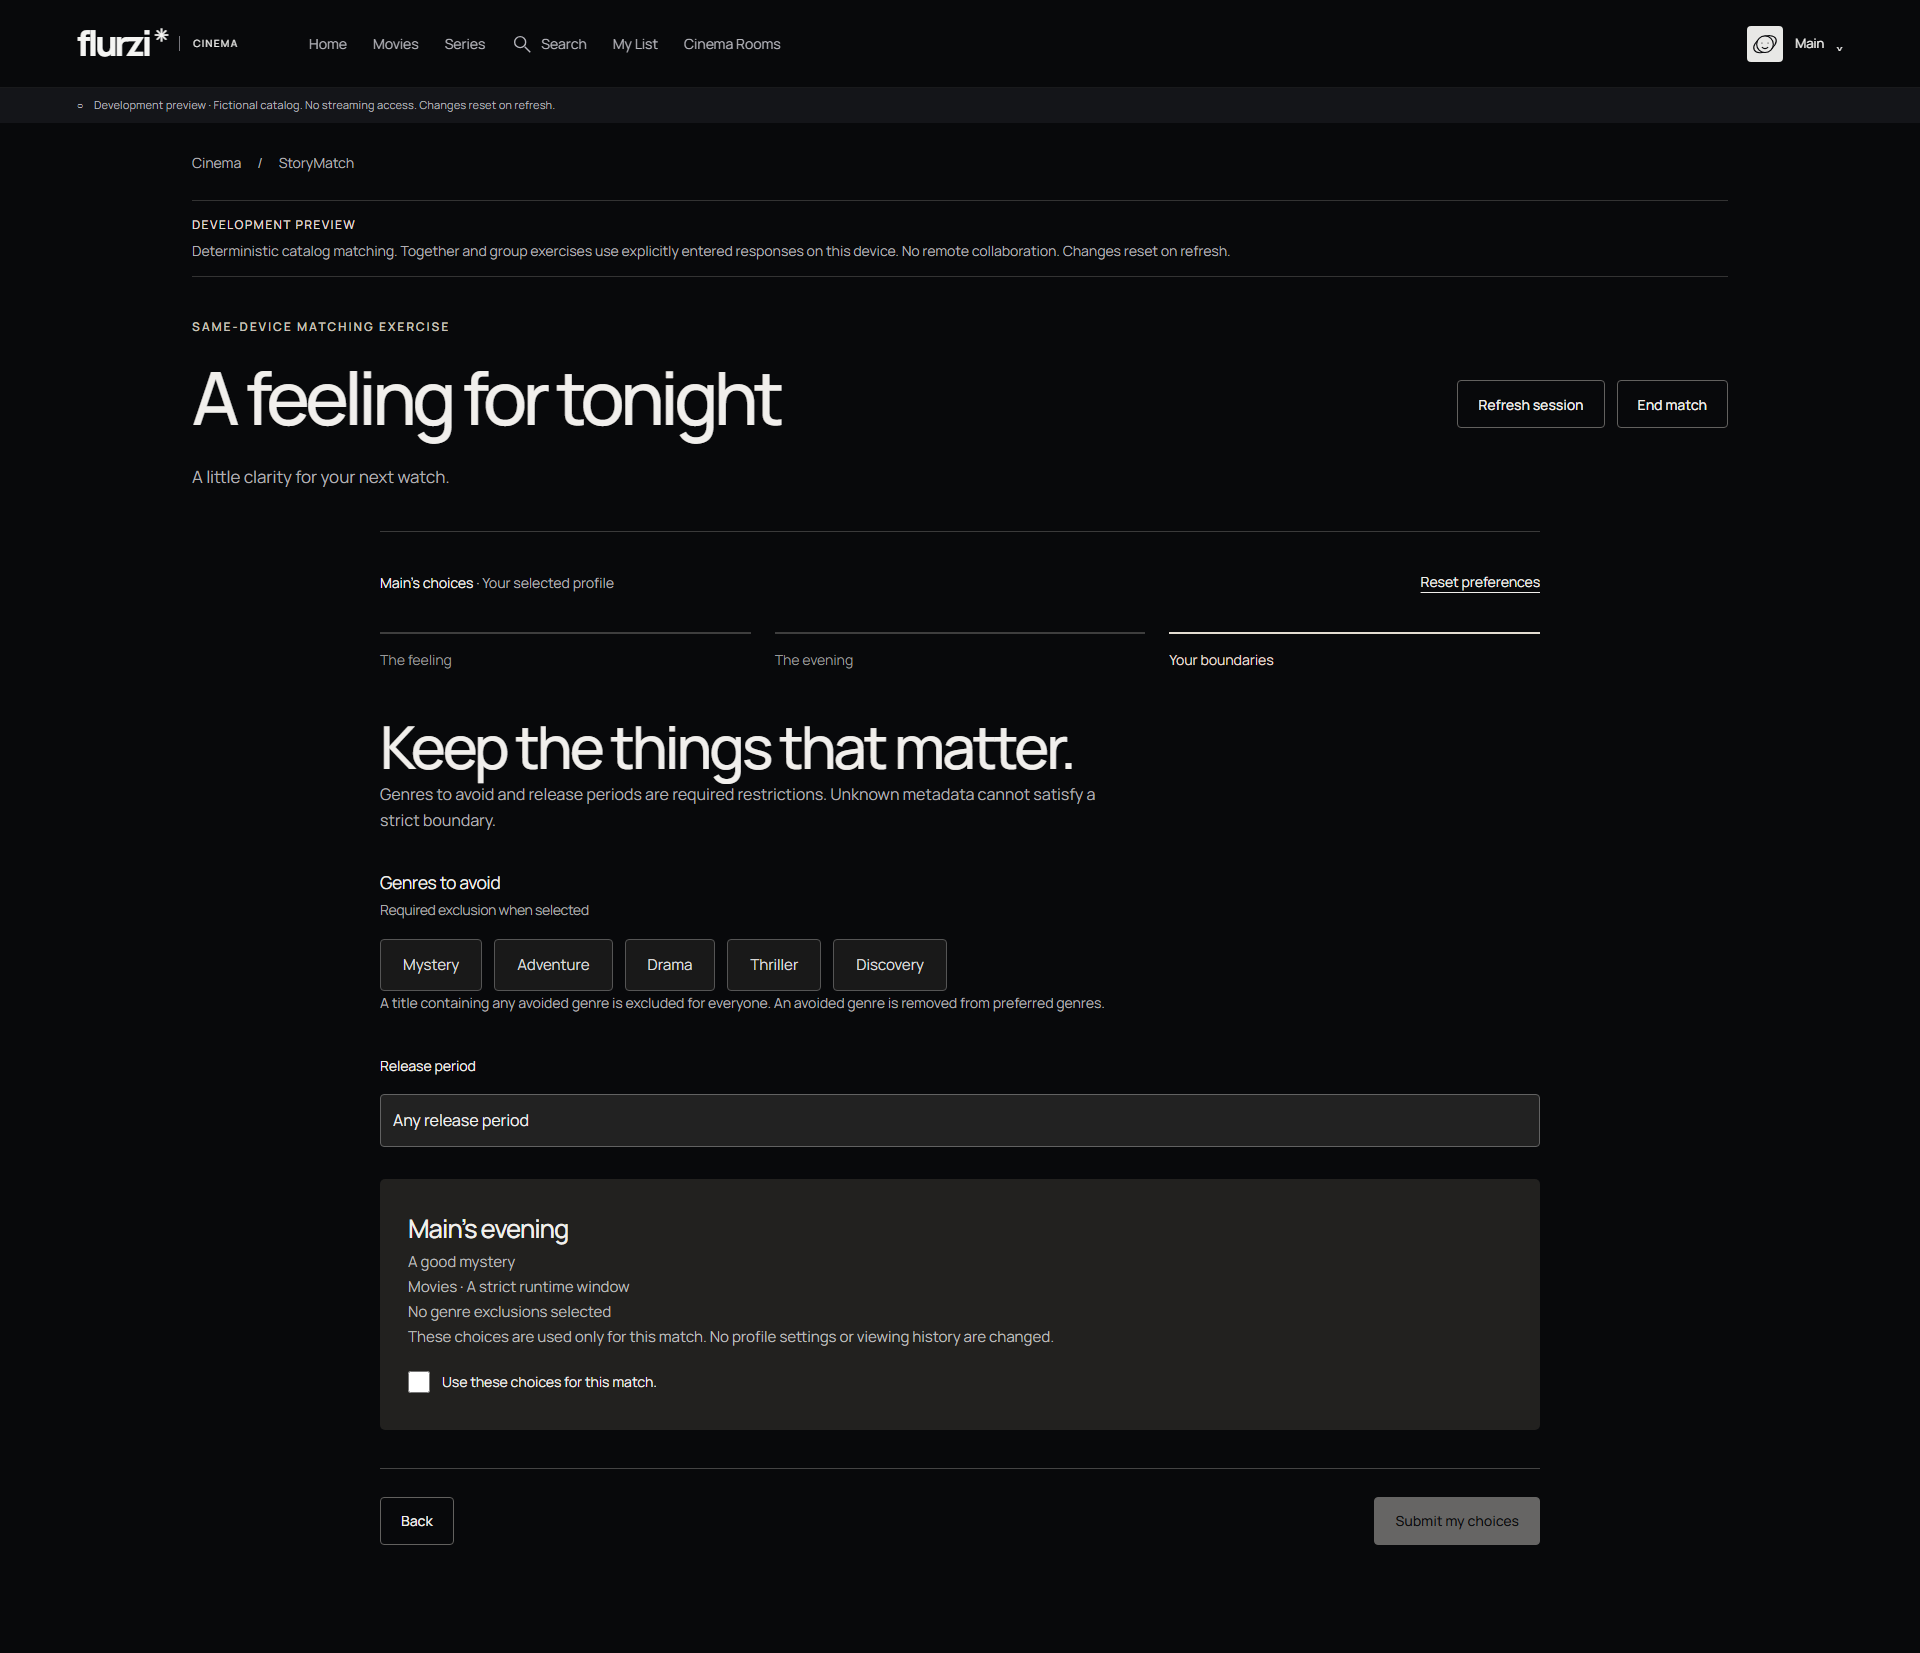 flurzi* CINEMA Home Movies Series Search My List Cinema Rooms Main
Development preview · Fictional catalog. No streaming access. Changes reset on refresh.
Cinema / StoryMatch
DEVELOPMENT PREVIEW
Deterministic catalog matching. Together and group exercises use explicitly entered responses on this device. No remote collaboration. Changes reset on refresh.
SAME-DEVICE MATCHING EXERCISE
A feeling for tonight
Refresh session End match
A little clarity for your next watch.
Main's choices · Your selected profile Reset preferences
The feeling The evening Your boundaries
Keep the things that matter.
Genres to avoid and release periods are required restrictions. Unknown metadata cannot satisfy a
strict boundary.
Genres to avoid
Required exclusion when selected
Mystery Adventure Drama Thriller Discovery
A title containing any avoided genre is excluded for everyone. An avoided genre is removed from preferred genres.
Release period
Any release period
Main's evening
A good mystery
Movies · A strict runtime window
No genre exclusions selected
These choices are used only for this match. No profile settings or viewing history are changed.
Use these choices for this match.
Back Submit my choices